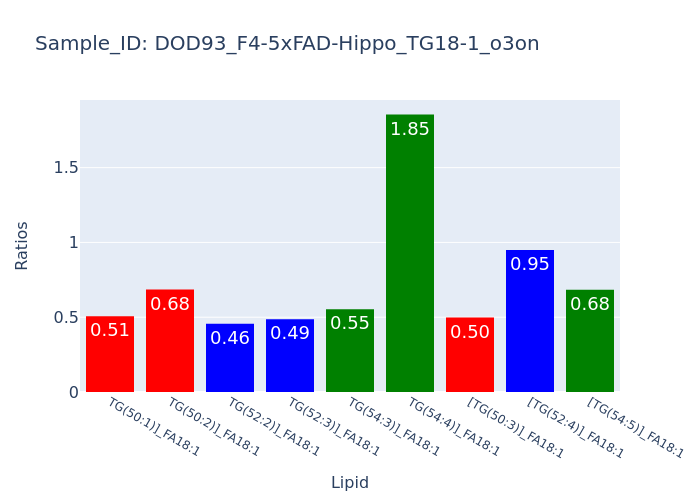 Sample_ID: DOD93_F4-5xFAD-Hippo_TG18-1_o3on
Ratios
1.5
1
0.5
0
0.51
0.68
0.46
0.49
0.55
1.85
0.50
0.95
0.68
TG(50:1)]_FA18:1
TG(50:2)]_FA18:1
TG(52:2)]_FA18:1
TG(52:3)]_FA18:1
TG(54:3)]_FA18:1
TG(54:4)]_FA18:1
[TG(50:3)]_FA18:1
[TG(52:4)]_FA18:1
[TG(54:5)]_FA18:1
Lipid